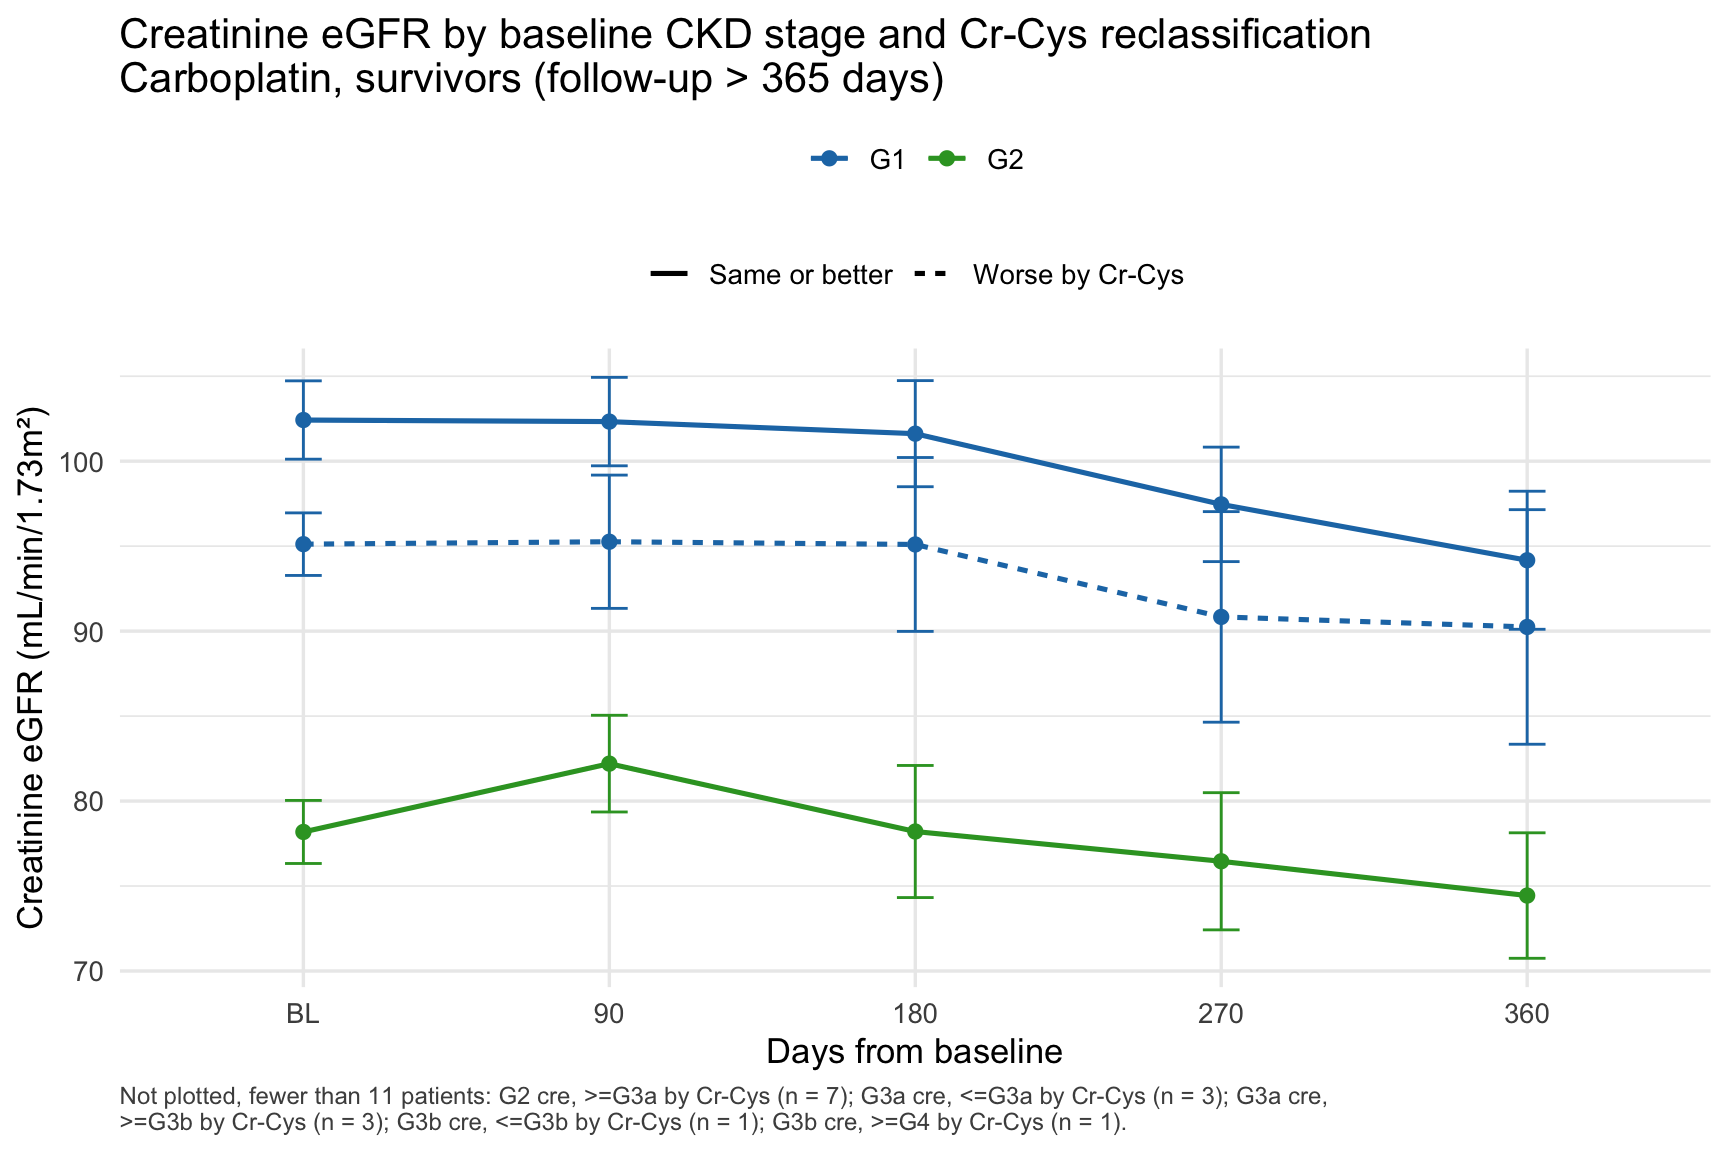 Creatinine eGFR by baseline CKD stage and Cr-Cys reclassification
Carboplatin, survivors (follow-up > 365 days)
G1 G2
Same or better Worse by Cr-Cys
Creatinine eGFR (mL/min/1.73m²)
100
90
80
70
BL 90 180 270 360
Days from baseline
Not plotted, fewer than 11 patients: G2 cre, >=G3a by Cr-Cys (n = 7); G3a cre, <=G3a by Cr-Cys (n = 3); G3a cre,
>=G3b by Cr-Cys (n = 3); G3b cre, <=G3b by Cr-Cys (n = 1); G3b cre, >=G4 by Cr-Cys (n = 1).